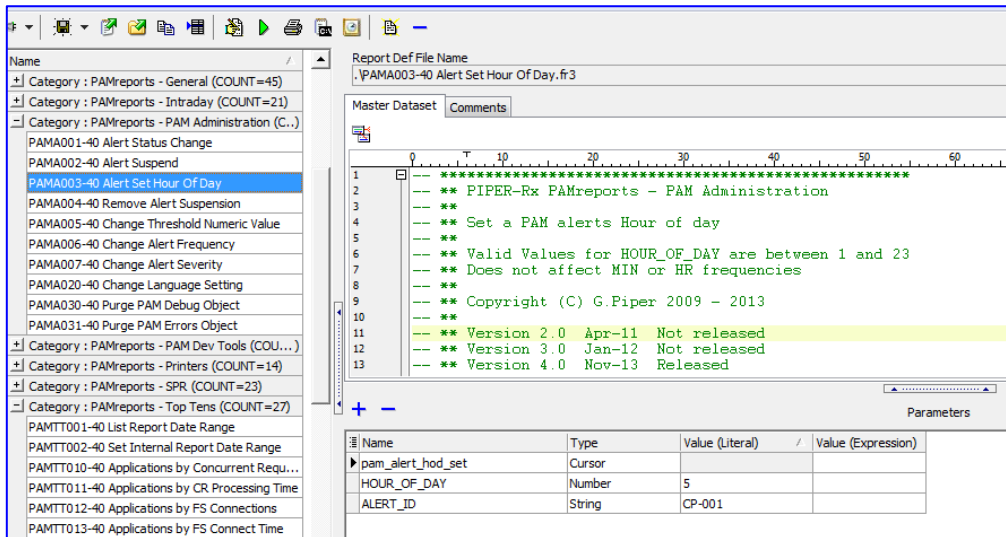 Name
Category : PAMreports - General (COUNT=45)
Category : PAMreports - Intraday (COUNT=21)
Category : PAMreports - PAM Administration (C..)
PAMA001-40 Alert Status Change
PAMA002-40 Alert Suspend
PAMA003-40 Alert Set Hour Of Day
PAMA004-40 Remove Alert Suspension
PAMA005-40 Change Threshold Numeric Value
PAMA006-40 Change Alert Frequency
PAMA007-40 Change Alert Severity
PAMA020-40 Change Language Setting
PAMA030-40 Purge PAM Debug Object
PAMA031-40 Purge PAM Errors Object
Category : PAMreports - PAM Dev Tools (COU...)
Category : PAMreports - Printers (COUNT=14)
Category : PAMreports - SPR (COUNT=23)
Category : PAMreports - Top Tens (COUNT=27)
PAMTT001-40 List Report Date Range
PAMTT002-40 Set Internal Report Date Range
PAMTT010-40 Applications by Concurrent Requ...
PAMTT011-40 Applications by CR Processing Time
PAMTT012-40 Applications by FS Connections
PAMTT013-40 Applications by FS Connect Time
Report Def File Name
.\PAMA003-40 Alert Set Hour Of Day.fr3
Master Dataset Comments
0 10 20 30 40 50 60
1 -- ****************************************************
2 -- ** PIPER-Rx PAMreports - PAM Administration
3 -- **
4 -- ** Set a PAM alerts Hour of day
5 -- **
6 -- ** Valid Values for HOUR_OF_DAY are between 1 and 23
7 -- ** Does not affect MIN or HR frequencies
8 -- **
9 -- ** Copyright (C) G.Piper 2009 - 2013
10 -- **
11 -- ** Version 2.0 Apr-11 Not released
12 -- ** Version 3.0 Jan-12 Not released
13 -- ** Version 4.0 Nov-13 Released
Parameters
Name Type Value (Literal) Value (Expression)
pam_alert_hod_set Cursor
HOUR_OF_DAY Number 5
ALERT_ID String CP-001